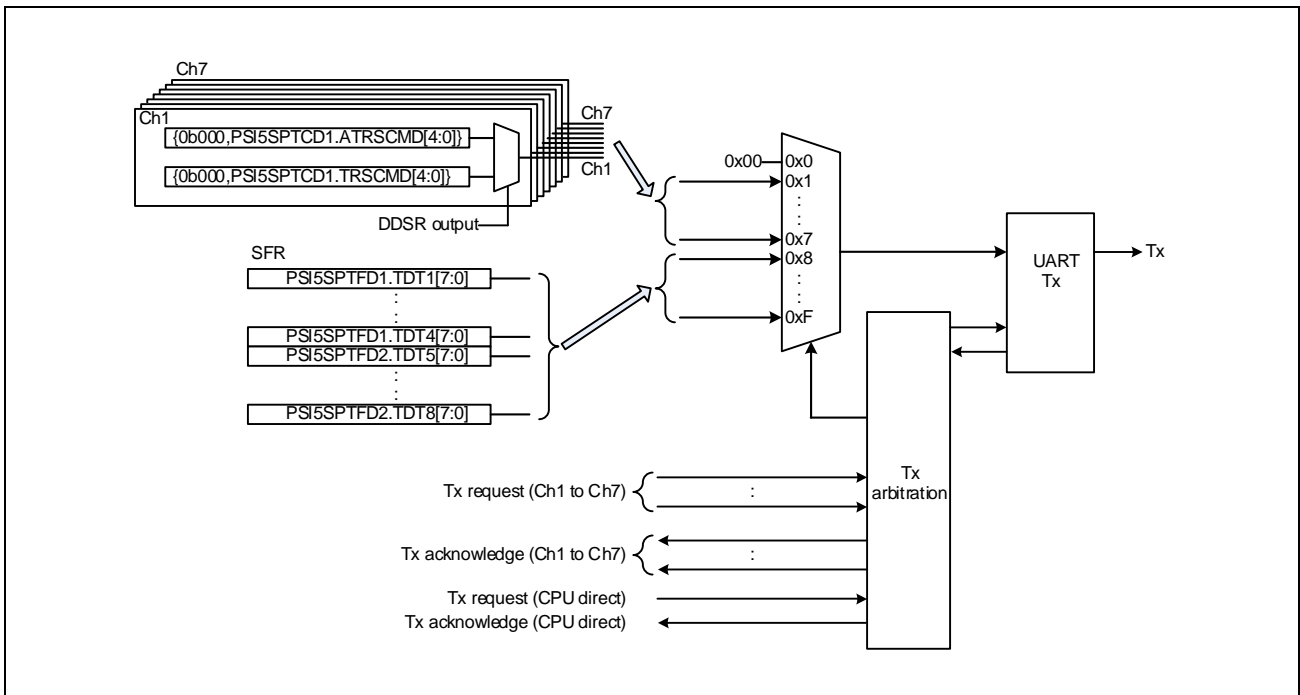 Ch7
Ch1
{0b000,PSI5SPTCD1.ATRSCMD[4:0]}
{0b000,PSI5SPTCD1.TRSCMD[4:0]}
DDSR output
Ch7
Ch1
SFR
PSI5SPTFD1.TDT1[7:0]
PSI5SPTFD1.TDT4[7:0]
PSI5SPTFD2.TDT5[7:0]
PSI5SPTFD2.TDT8[7:0]
0x00
0x0
0x1
0x7
0x8
0xF
UART
Tx
Tx
Tx
arbitration
Tx request (Ch1 to Ch7)
Tx acknowledge (Ch1 to Ch7)
Tx request (CPU direct)
Tx acknowledge (CPU direct)